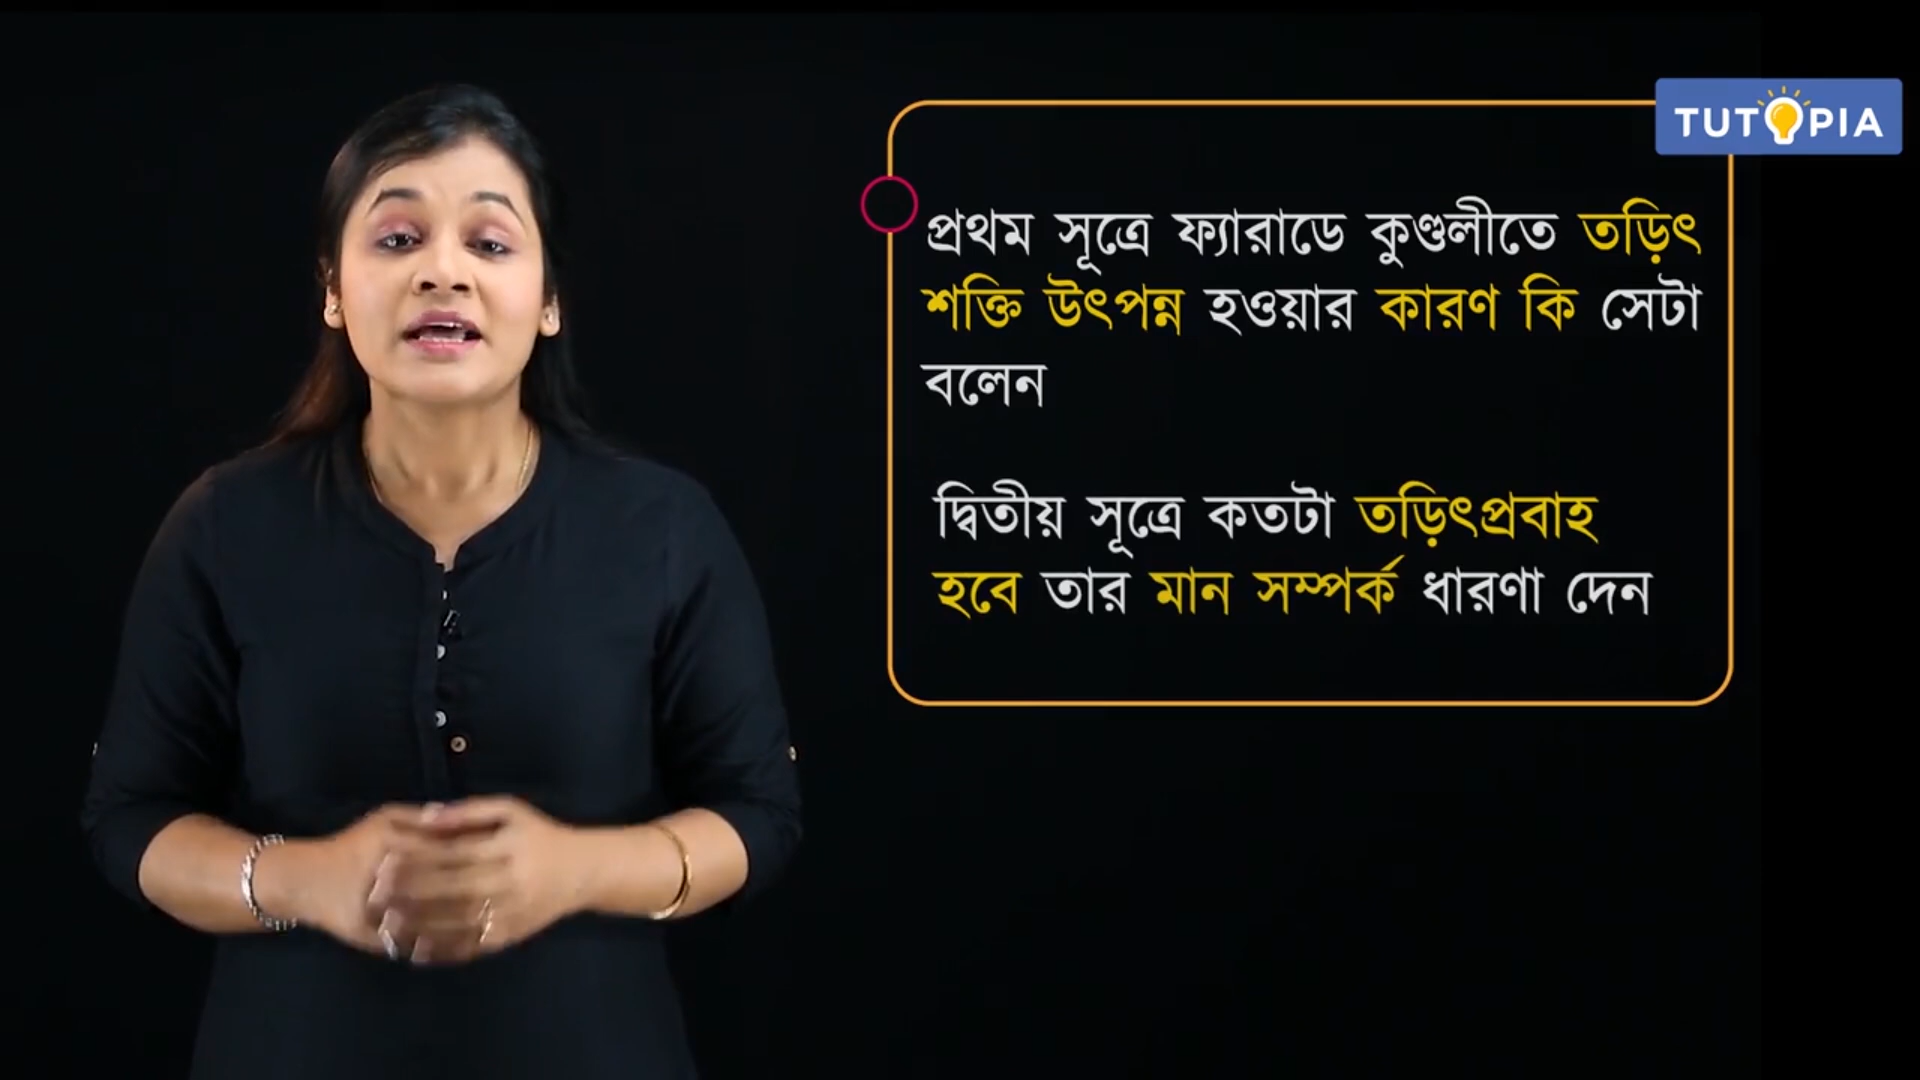 TUTOPIA
প্রথম সূত্রে ফ্যারাডে কুণ্ডলীতে তড়িৎ
শক্তি উৎপন্ন হওয়ার কারণ কি সেটা
বলেন
দ্বিতীয় সূত্রে কতটা তড়িৎপ্রবাহ
হবে তার মান সম্পর্ক ধারণা দেন